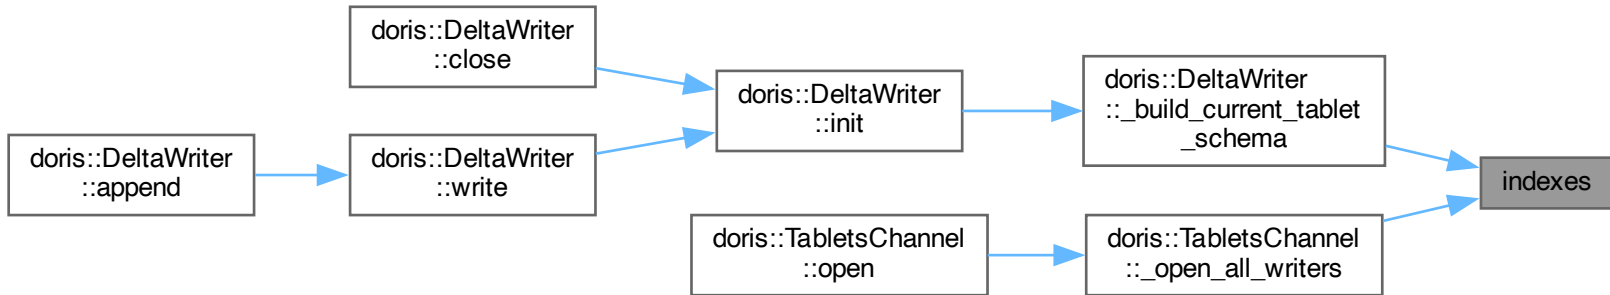 doris::DeltaWriter
::close
doris::DeltaWriter
::_build_current_tablet
_schema
doris::DeltaWriter
::init
doris::DeltaWriter
::append
doris::DeltaWriter
::write
indexes
doris::TabletsChannel
::open
doris::TabletsChannel
::_open_all_writers